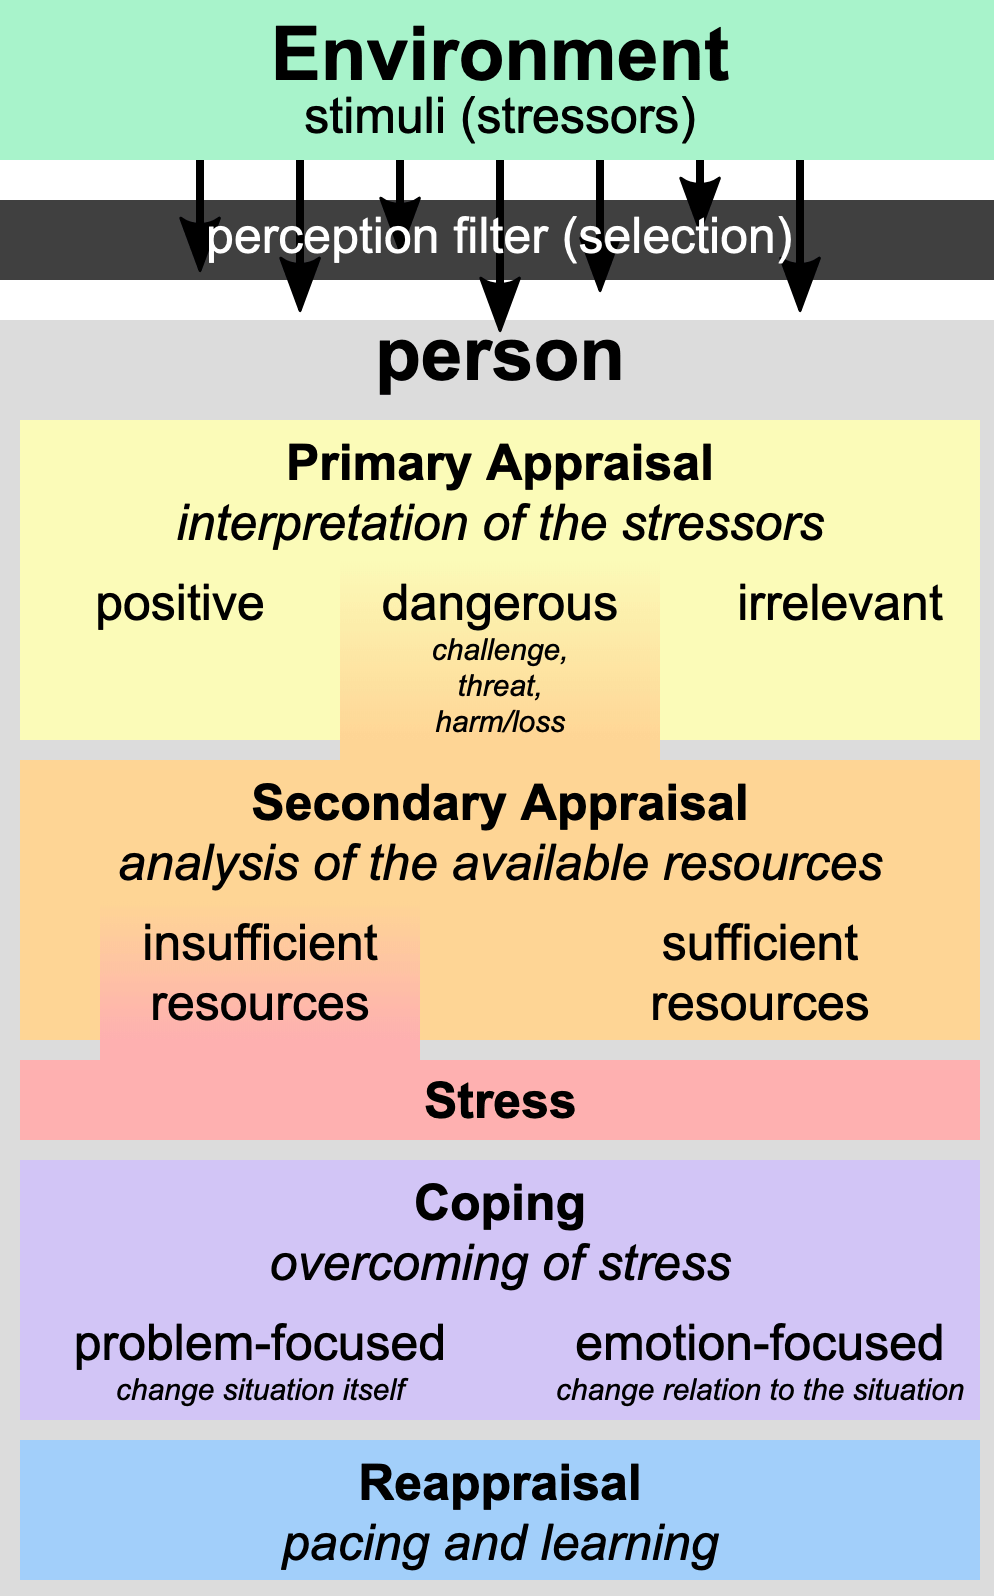 Environment
stimuli (stressors)
perception filter (selection)
person
Primary Appraisal
interpretation of the stressors
positive
dangerous
challenge,
threat,
harm/loss
irrelevant
Secondary Appraisal
analysis of the available resources
insufficient
resources
sufficient
resources
Stress
Coping
overcoming of stress
problem-focused
change situation itself
emotion-focused
change relation to the situation
Reappraisal
pacing and learning